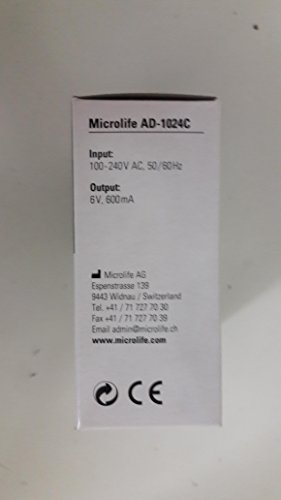 Microlife AD-1024C
Input:
100-240V AC, 50/60Hz
Output:
6V, 600mA
Microlife AG
Espenstrasse 139
9443 Widnau / Switzerland
Tel. +41 / 71 727 70 30
Fax +41 / 71 727 70 39
Email admin@microlife.ch
www.microlife.com
CE